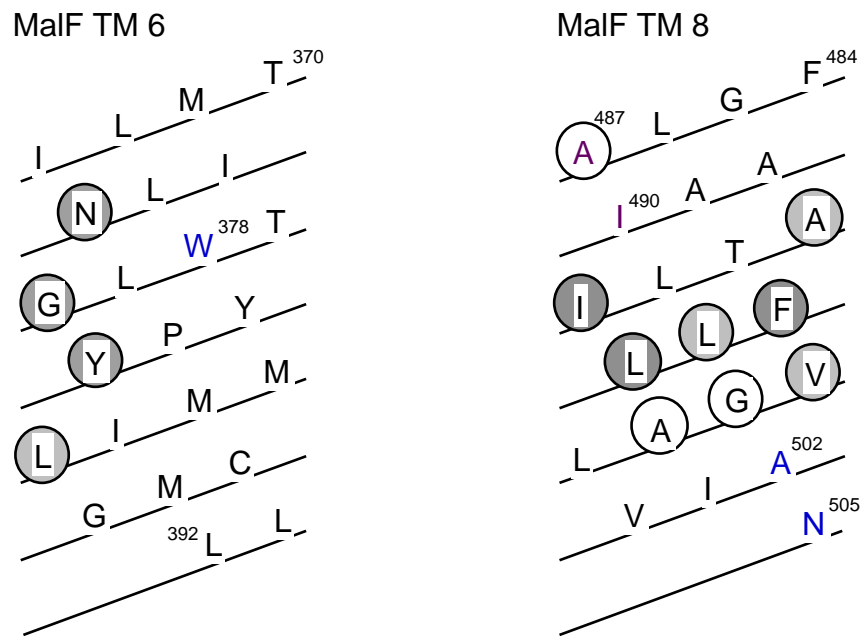 MalF TM 6
I L M T 370
N L I
G L W 378 T
Y P Y
L I M M
G M C
392 L L
MalF TM 8
A 487 L G F 484
I 490 A A
I L T A
L L F
L A G V
V I A 502
N 505